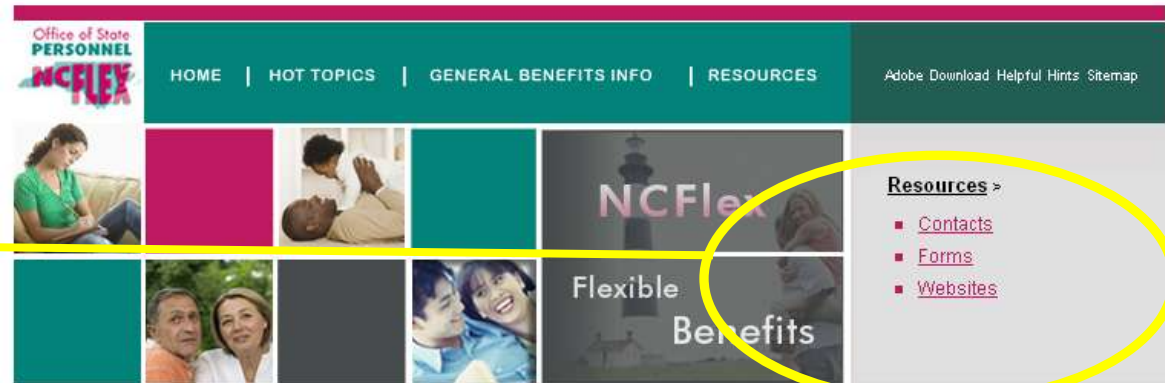 Office of State
PERSONNEL
NCFLEX
HOME | HOT TOPICS | GENERAL BENEFITS INFO | RESOURCES
Adobe Download Helpful Hints Sitemap
NCFlex
Flexible
Benefits
Resources »
Contacts
Forms
Websites